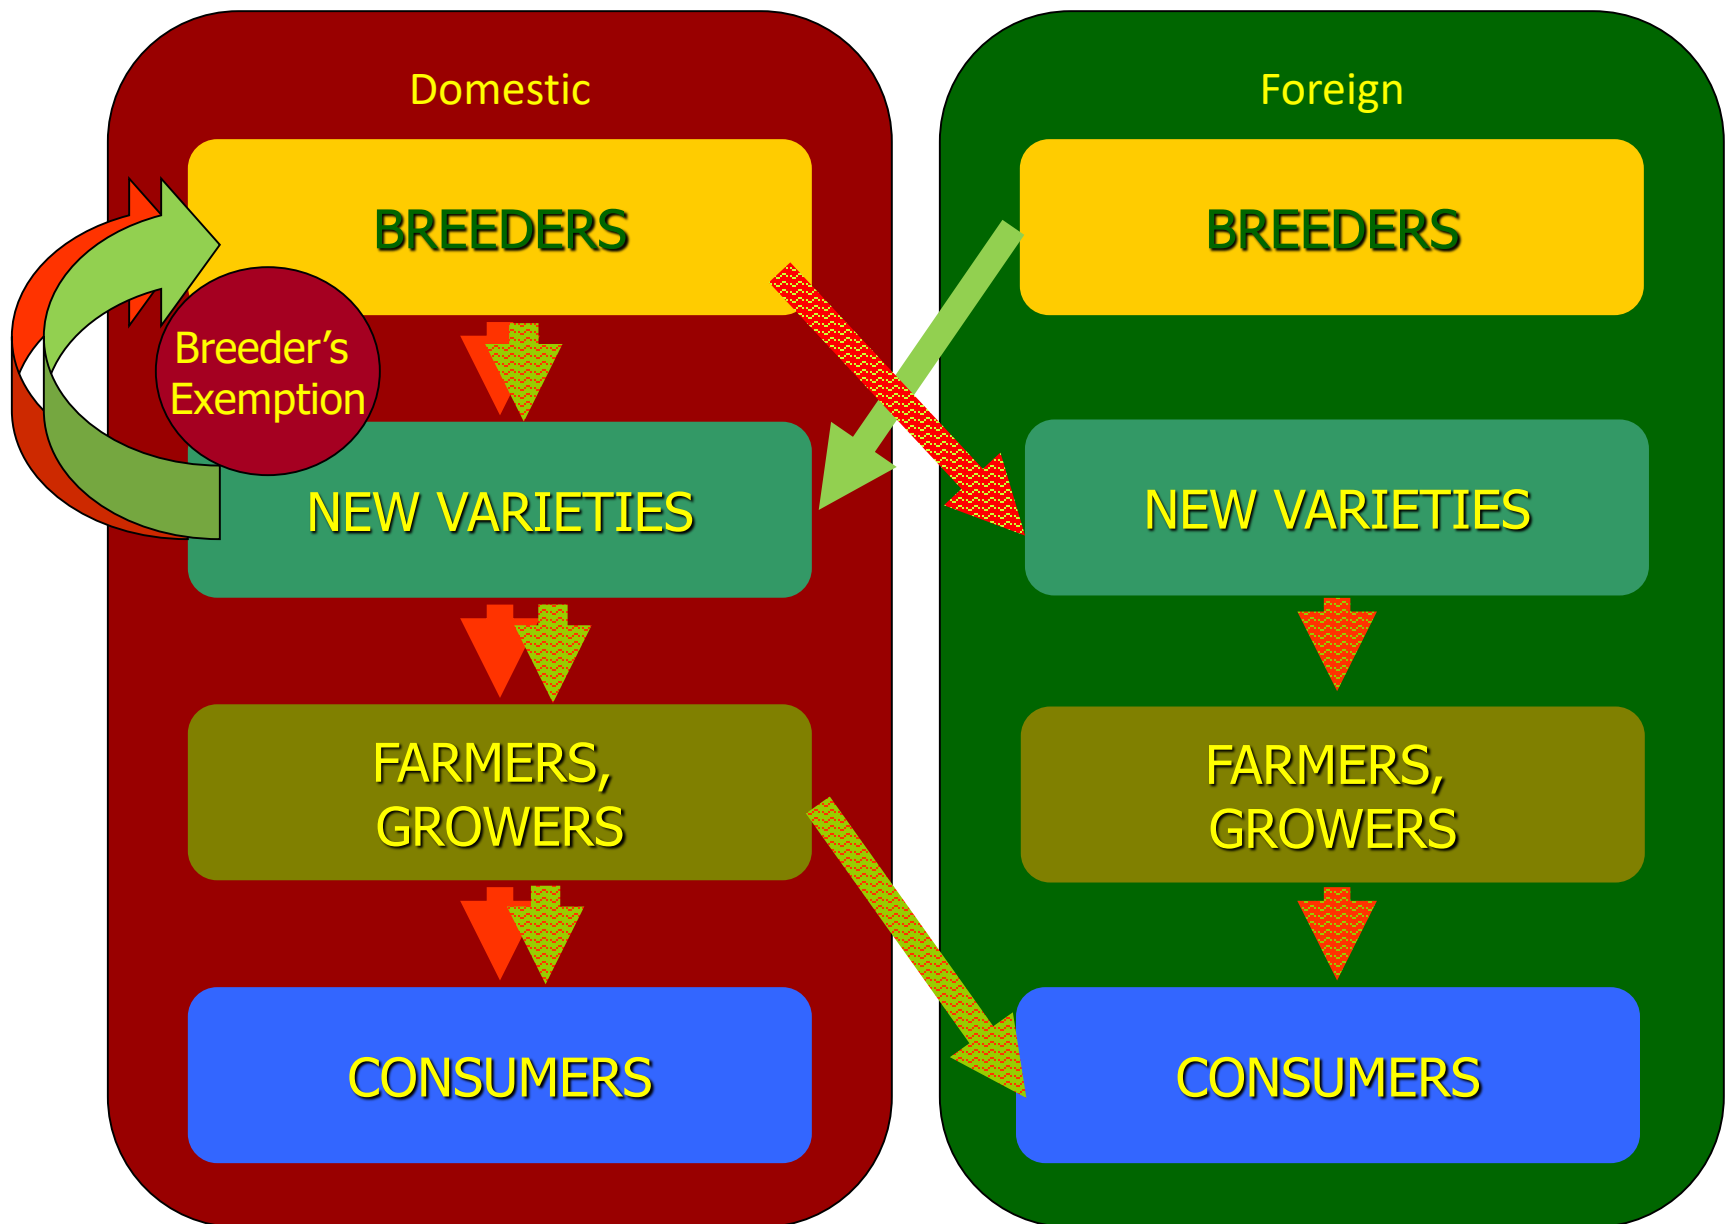 Domestic
BREEDERS
Breeder’s
Exemption
NEW VARIETIES
FARMERS,
GROWERS
CONSUMERS
Foreign
BREEDERS
NEW VARIETIES
FARMERS,
GROWERS
CONSUMERS